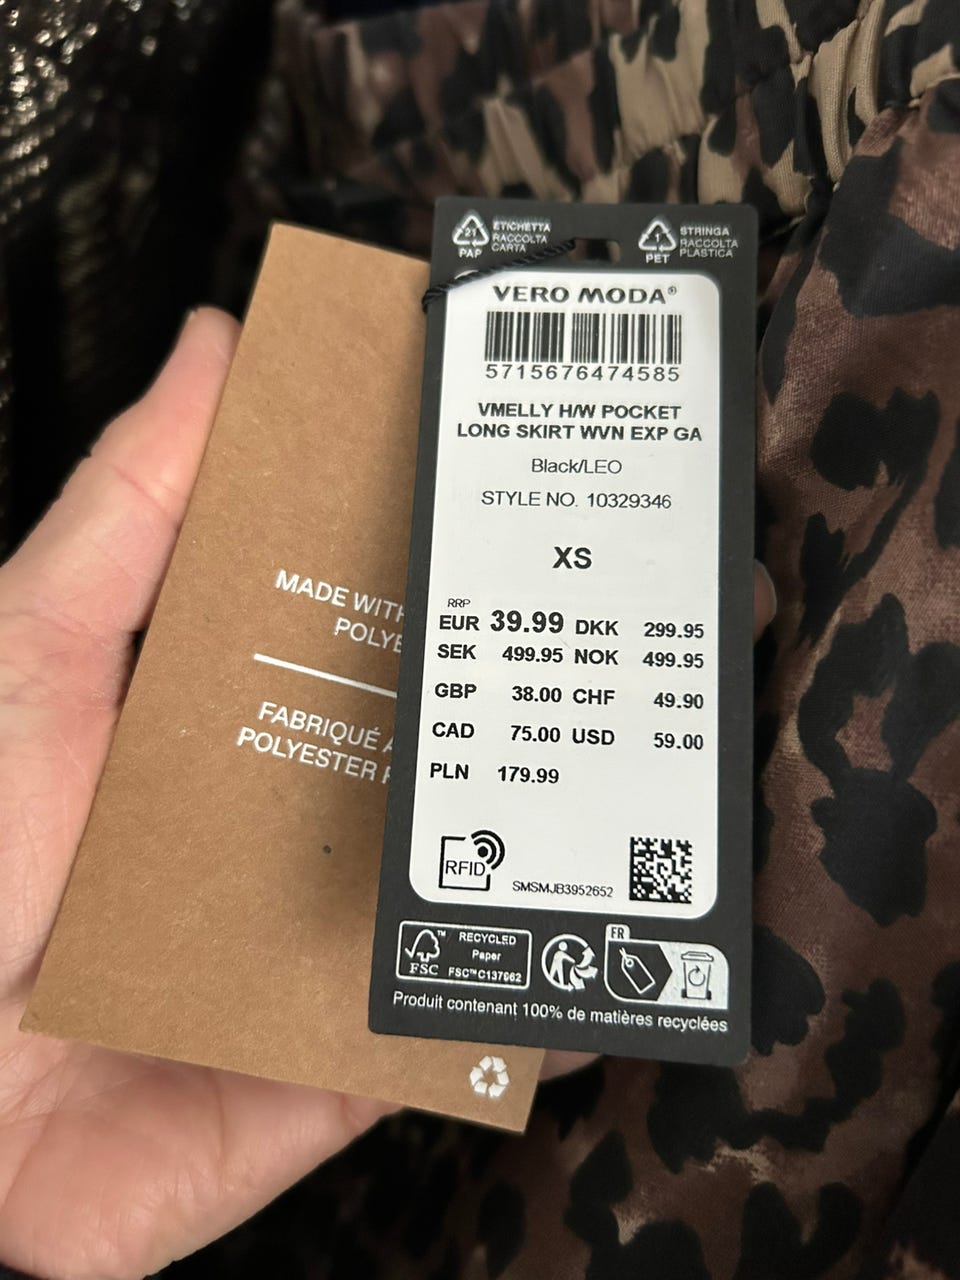 21
PAP
ETICHETTA
RACCOLTA
CARTA
1
PET
STRINGA
RACCOLTA
PLASTICA
VERO MODA®
5715676474585
VMELLY H/W POCKET
LONG SKIRT WVN EXP GA
Black/LEO
STYLE NO. 10329346
XS
RRP
EUR 39.99 DKK 299.95
SEK 499.95 NOK 499.95
GBP 38.00 CHF 49.90
CAD 75.00 USD 59.00
PLN 179.99
RFID
SMSMJB3952652
FSC™
RECYCLED
Paper
FSC™C137962
FR
Produit contenant 100% de matières recyclées
MADE WITH
POLYE
FABRIQUÉ A
POLYESTER